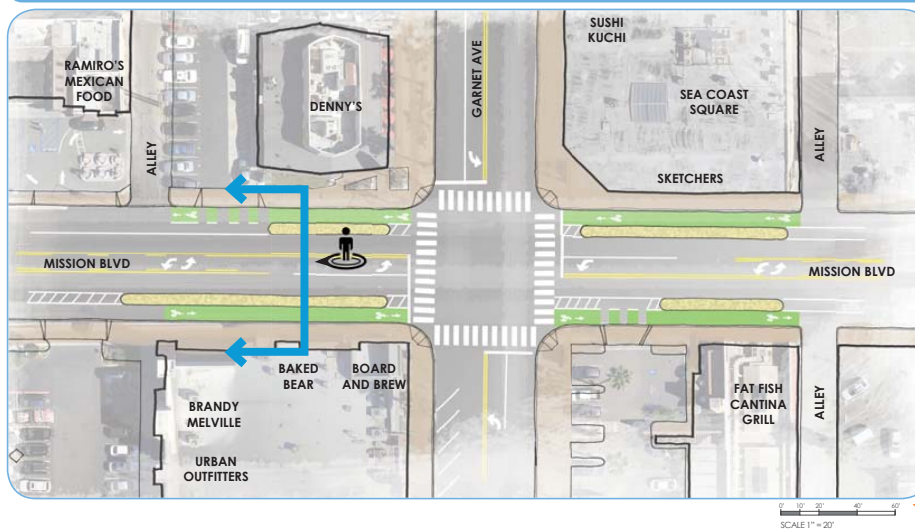 SUSHI
KUCHI
RAMIRO'S
MEXICAN
FOOD
DENNY'S
GARNET AVE
SEA COAST
SQUARE
ALLEY
ALLEY
SKETCHERS
MISSION BLVD
MISSION BLVD
BAKED
BEAR
BOARD
AND BREW
BRANDY
MELVILLE
FAT FISH
CANTINA
GRILL
ALLEY
URBAN
OUTFITTERS
0' 10' 20' 40' 60'
SCALE 1" = 20'